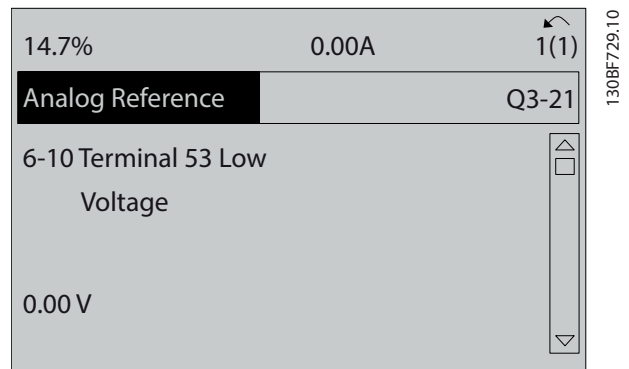 14.7% 0.00A 1(1)
Analog Reference Q3-21
6-10 Terminal 53 Low
Voltage
0.00 V
130BF729.10